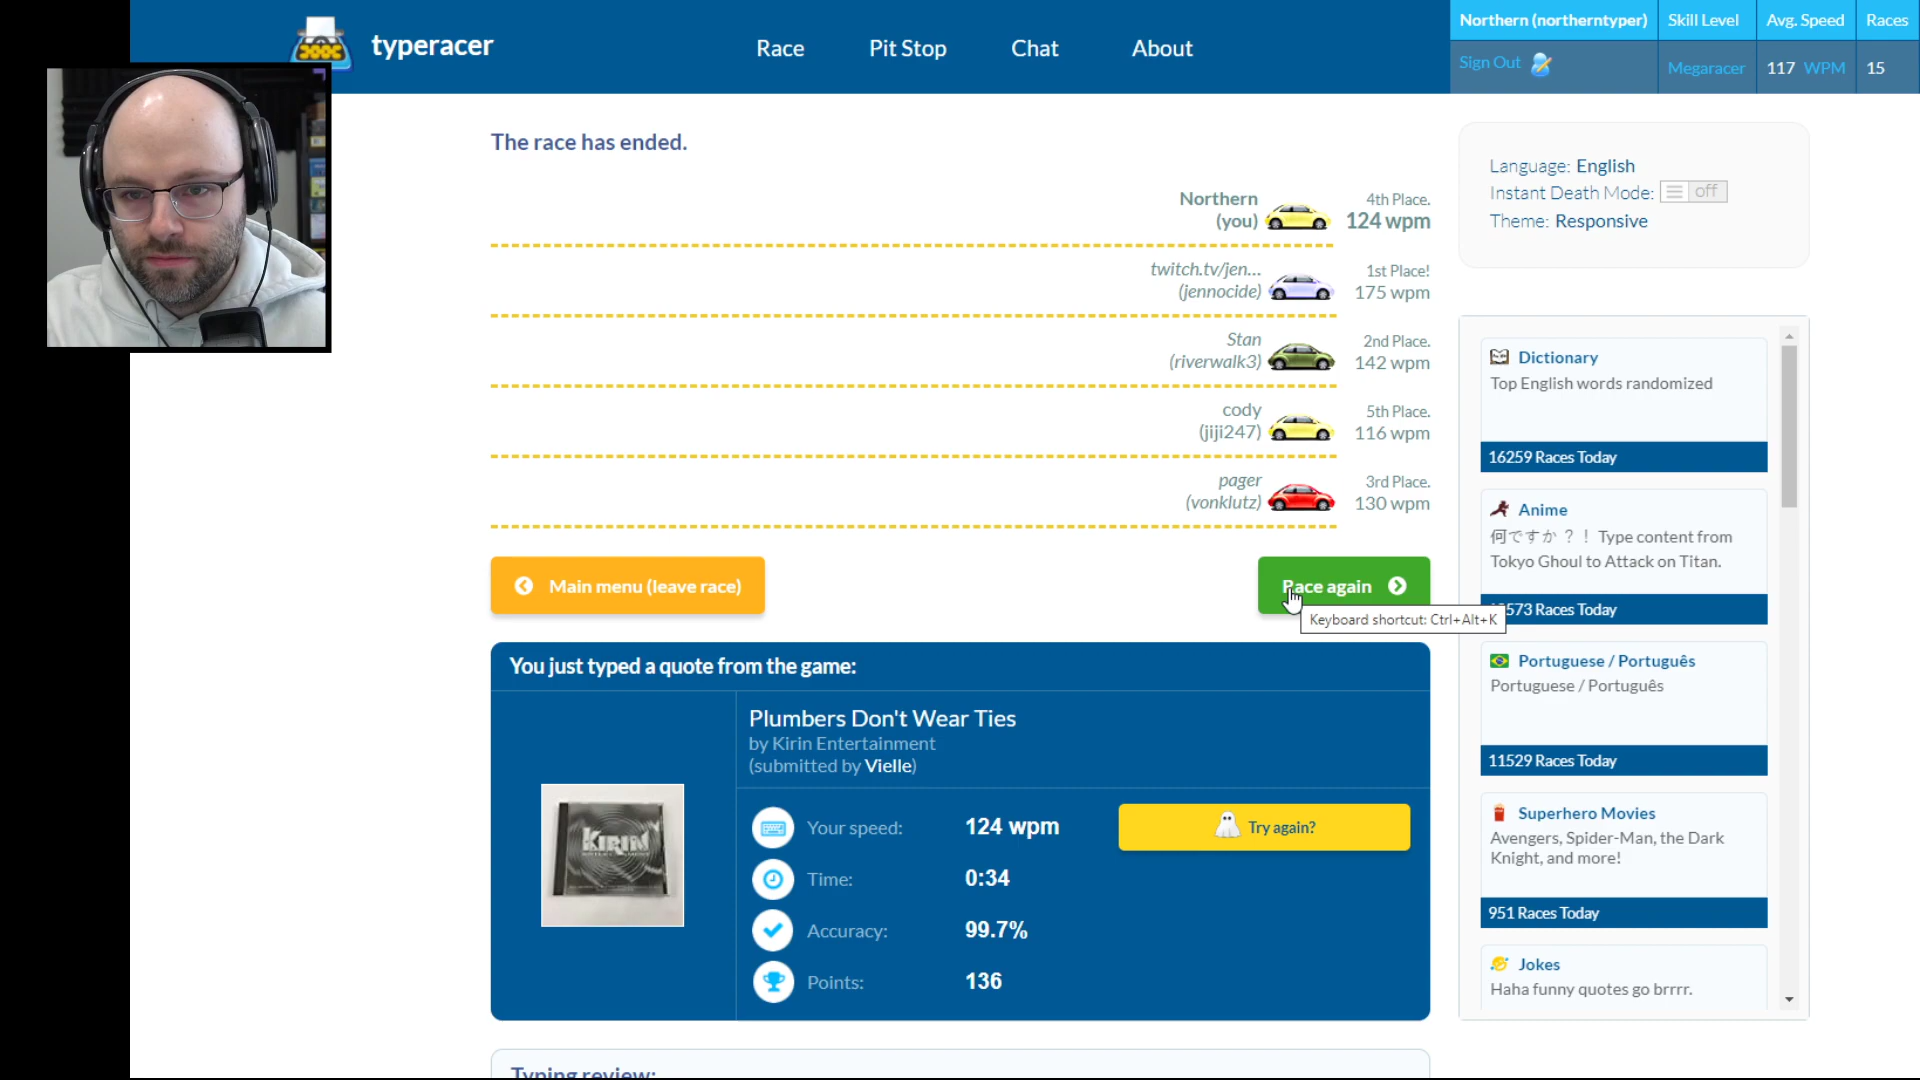 typeracer
Race
Pit Stop
Chat
About
Northern (northerntyper)
Skill Level
Avg. Speed
Races
Sign Out
Megaracer
117 WPM
15
The race has ended.
Northern
(you)
4th Place.
124 wpm
twitch.tv/jen...
(jennocide)
1st Place!
175 wpm
Stan
(riverwalk3)
2nd Place.
142 wpm
cody
(jiji247)
5th Place.
116 wpm
pager
(vonklutz)
3rd Place.
130 wpm
Main menu (leave race)
Race again
Keyboard shortcut: Ctrl+Alt+K
You just typed a quote from the game:
KIRIN
Plumbers Don't Wear Ties
by Kirin Entertainment
(submitted by Vielle)
Your speed:
124 wpm
Try again?
Time:
0:34
Accuracy:
99.7%
Points:
136
Typing review:
Language: English
Instant Death Mode: off
Theme: Responsive
Dictionary
Top English words randomized
16259 Races Today
Anime
何ですか？！ Type content from
Tokyo Ghoul to Attack on Titan.
573 Races Today
Portuguese / Português
Portuguese / Português
11529 Races Today
Superhero Movies
Avengers, Spider-Man, the Dark
Knight, and more!
951 Races Today
Jokes
Haha funny quotes go brrrr.